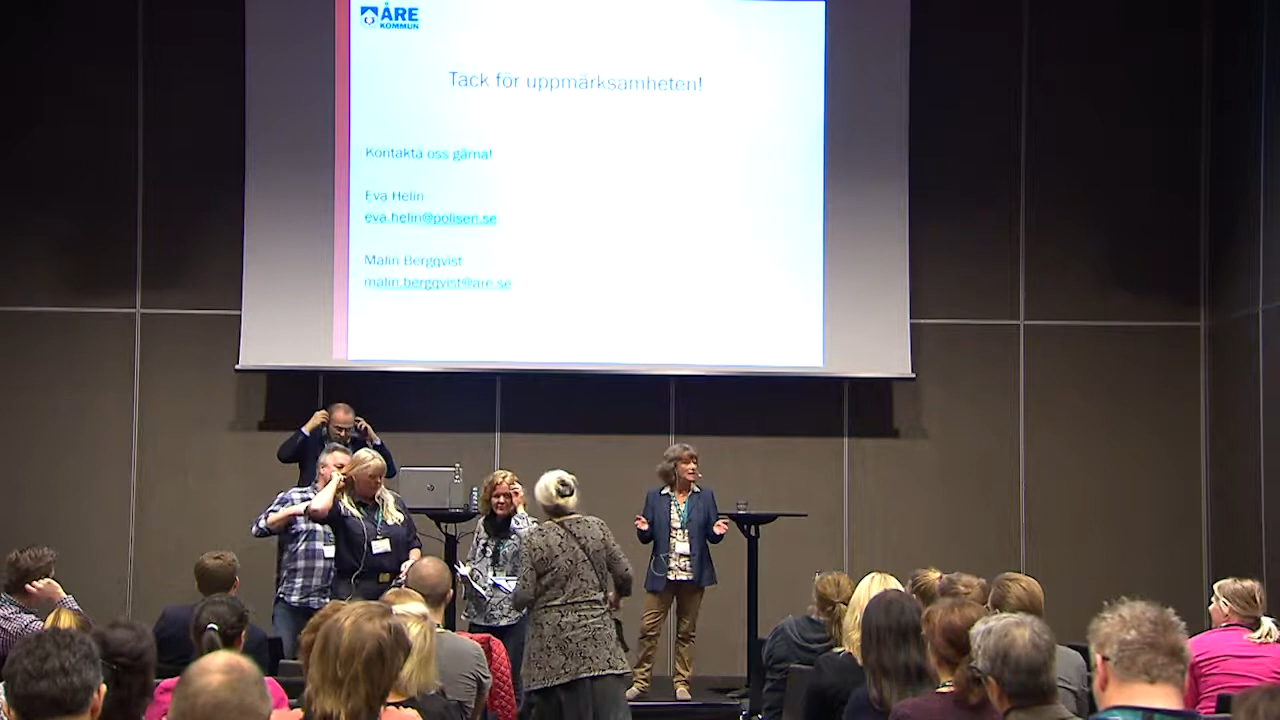 ÅRE
KOMMUN
Tack för uppmärksamheten!
Kontakta oss gärna!
Eva Helin
eva.helin@polisen.se
Malin Bergqvist
malin.bergqvist@are.se